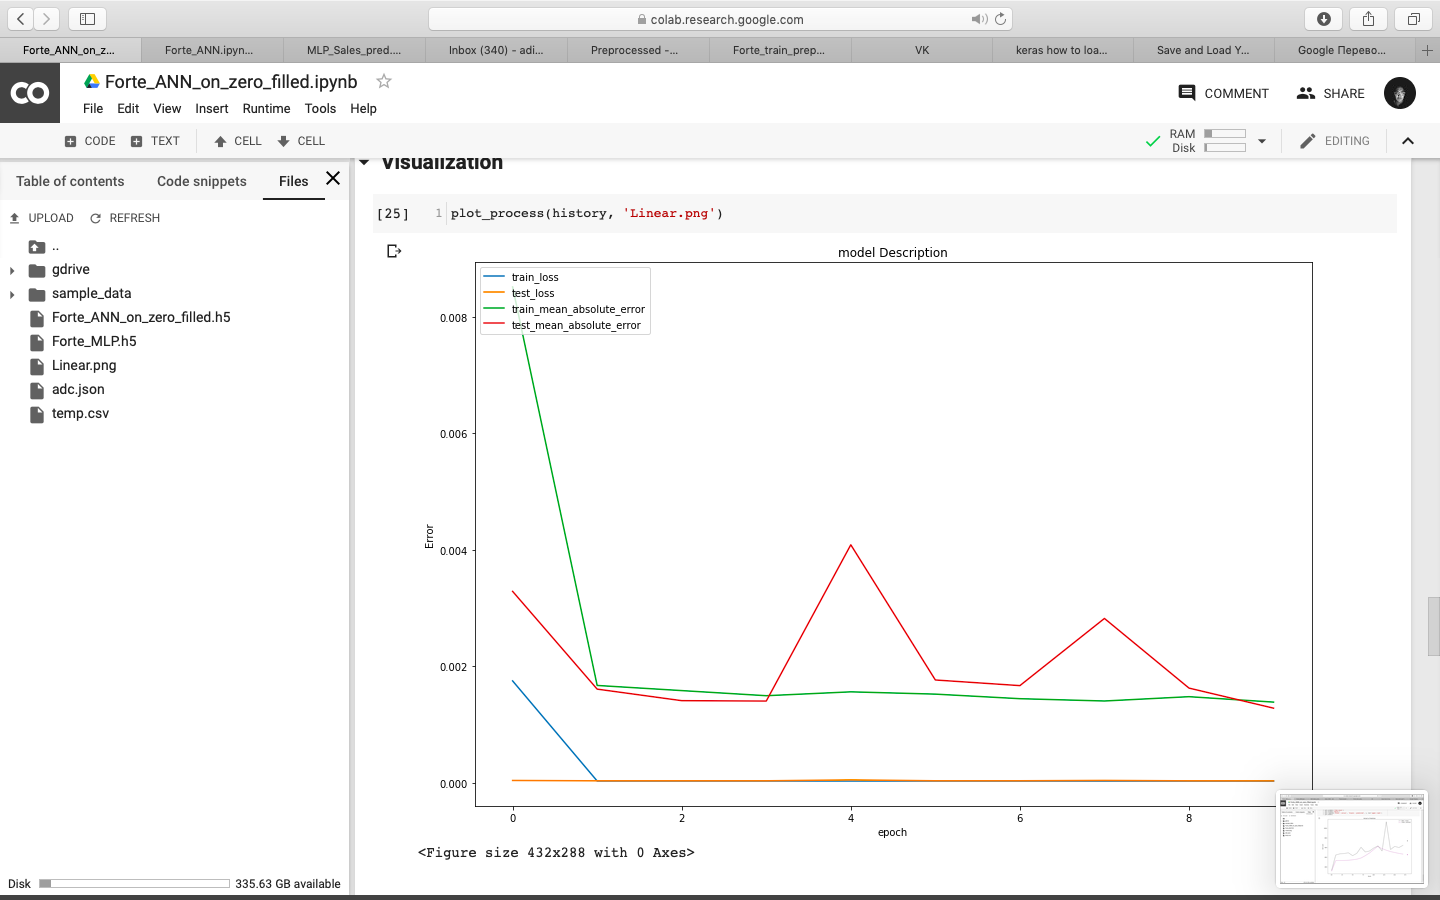 colab.research.google.com
Forte_ANN_on_z...
Forte_ANN.ipyn...
MLP_Sales_pred....
Inbox (340) - adi...
Preprocessed -...
Forte_train_prep...
VK
keras how to loa...
Save and Load Y...
Google Перево...
CO
Forte_ANN_on_zero_filled.ipynb
File Edit View Insert Runtime Tools Help
COMMENT
SHARE
CODE
TEXT
CELL
CELL
RAM
Disk
EDITING
Table of contents
Code snippets
Files
UPLOAD
REFRESH
..
gdrive
sample_data
Forte_ANN_on_zero_filled.h5
Forte_MLP.h5
Linear.png
adc.json
temp.csv
Disk
335.63 GB available
Visualization
[25]
1 plot_process(history, 'Linear.png')
model Description
train_loss
test_loss
train_mean_absolute_error
test_mean_absolute_error
0.008
0.006
0.004
0.002
0.000
Error
0 2 4 6 8
epoch
<Figure size 432x288 with 0 Axes>